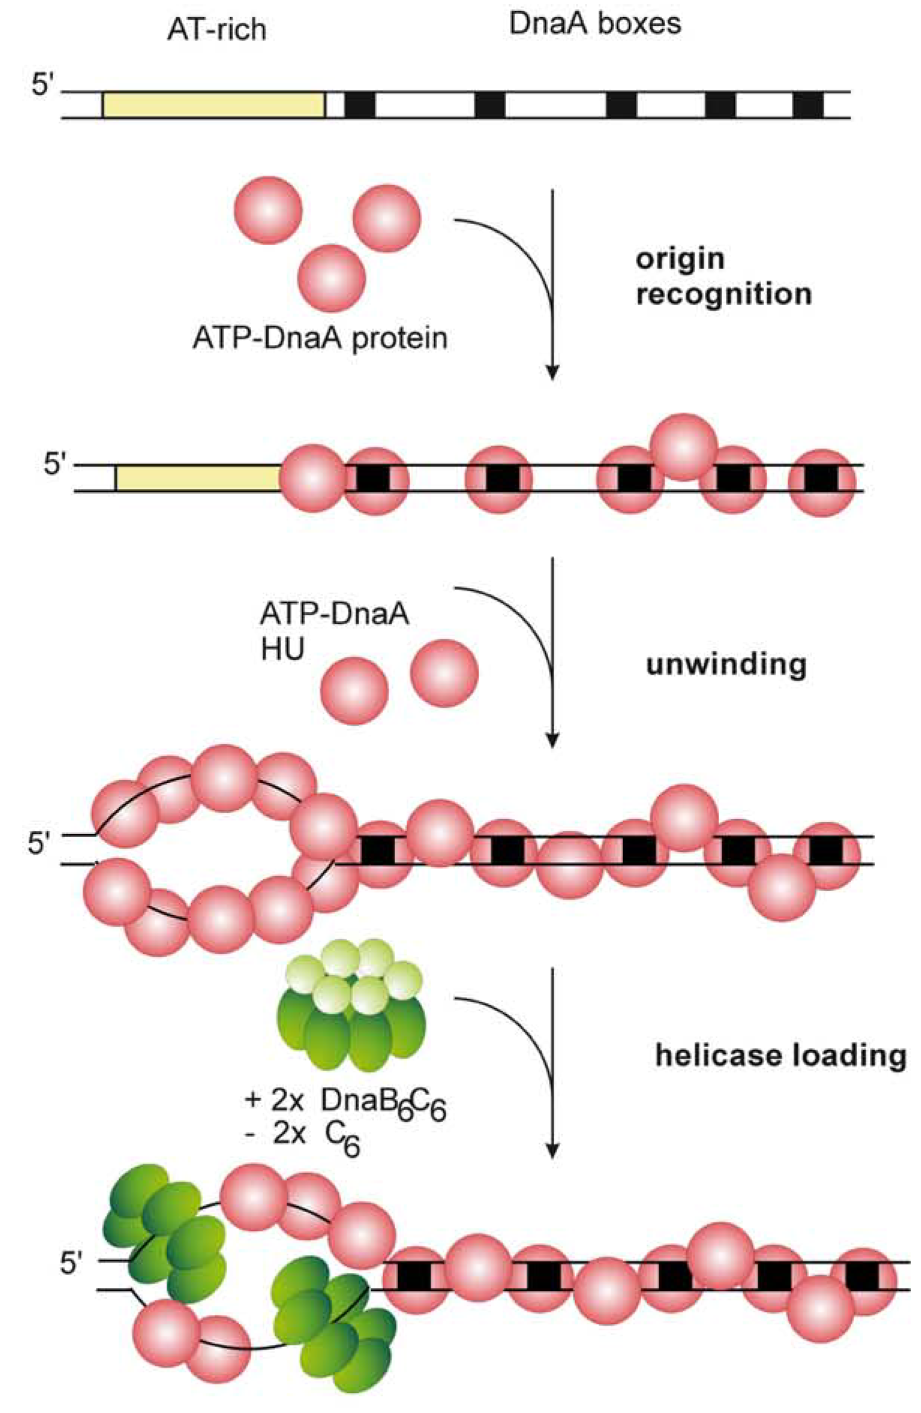 AT-rich
DnaA boxes
5'
origin
recognition
ATP-DnaA protein
5'
ATP-DnaA
HU
unwinding
5'
helicase loading
+ 2x DnaB6C6
- 2x C6
5'